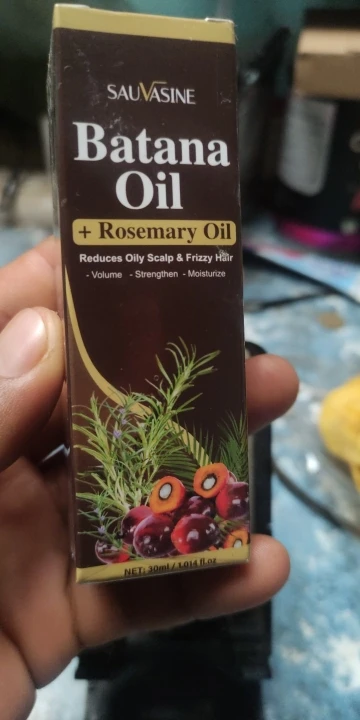 SAUVASINE
Batana
Oil
+ Rosemary Oil
Reduces Oily Scalp & Frizzy Hair
- Volume - Strengthen - Moisturize
NET: 30ml / 1.014 fl.oz